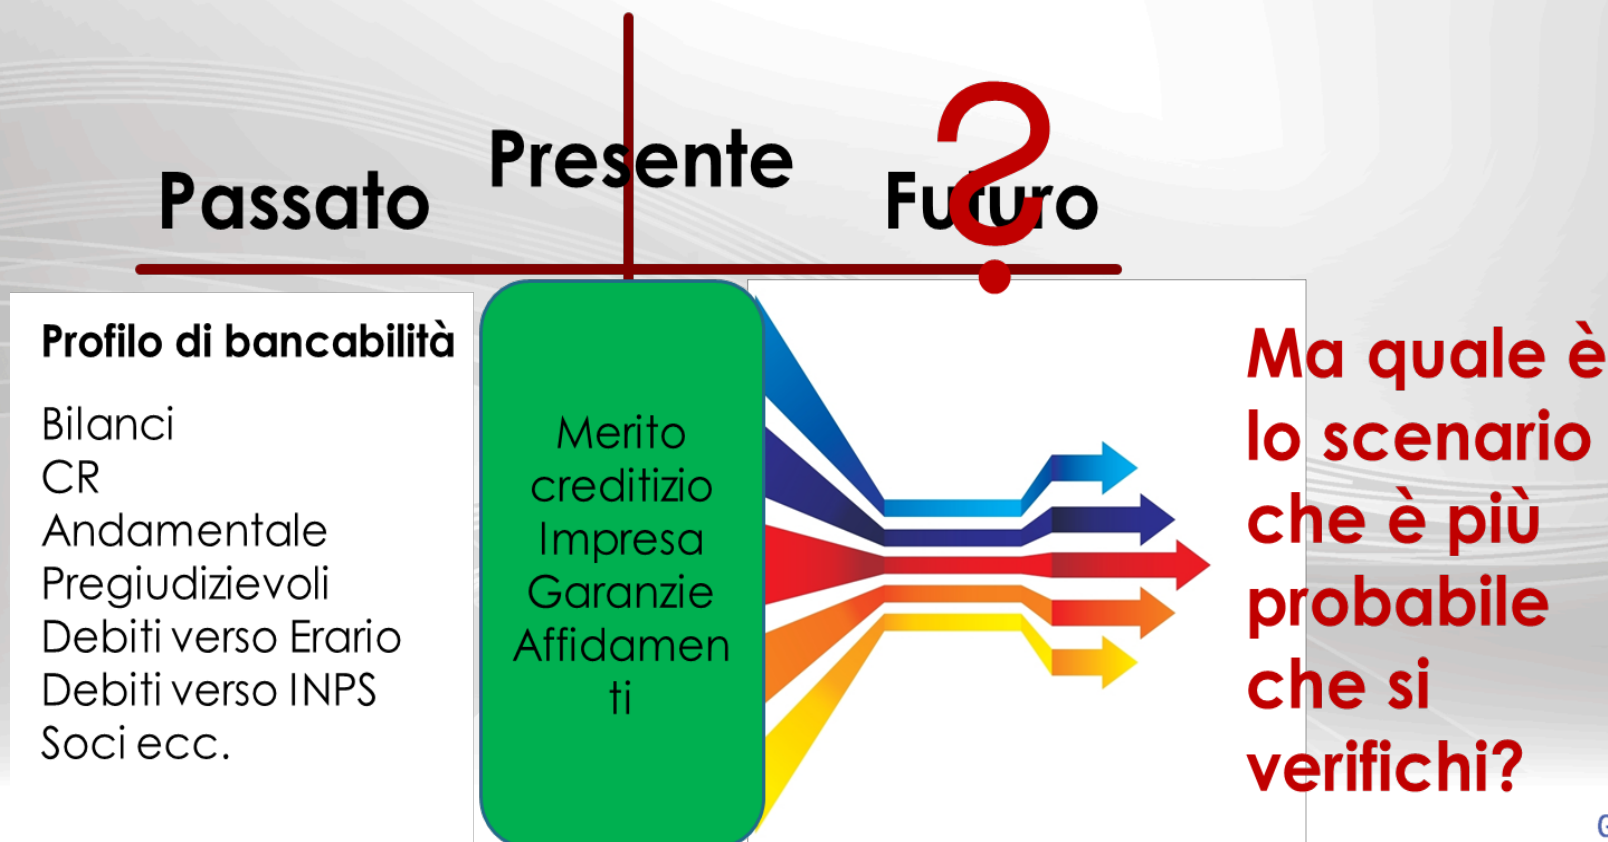 Passato
Presente
Futuro
?
Profilo di bancabilità
Bilanci
CR
Andamentale
Pregiudizievoli
Debiti verso Erario
Debiti verso INPS
Soci ecc.
Merito
creditizio
Impresa
Garanzie
Affidamen
ti
Ma quale è
lo scenario
che è più
probabile
che si
verifichi?